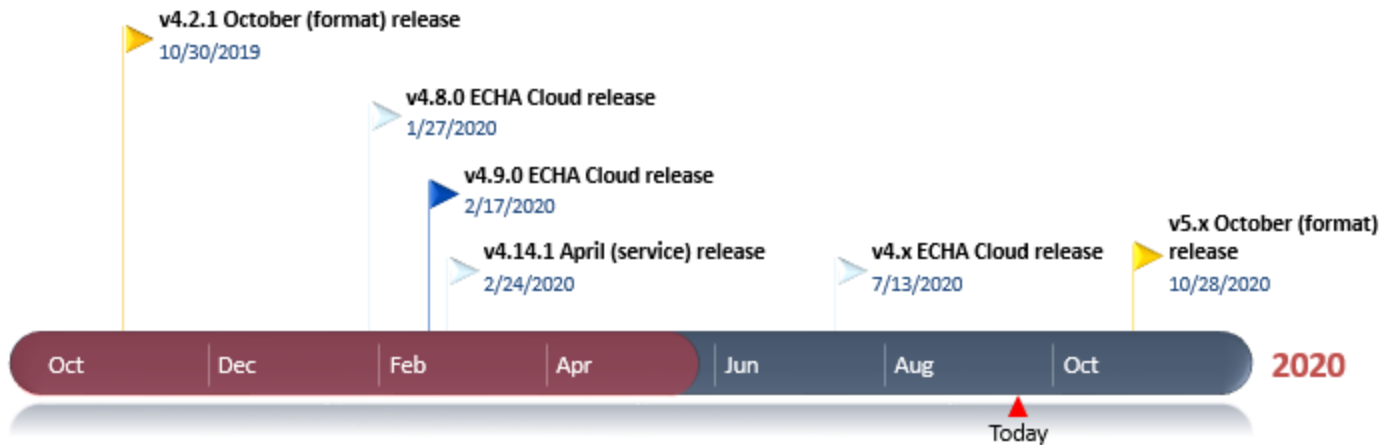 v4.2.1 October (format) release
10/30/2019
v4.8.0 ECHA Cloud release
1/27/2020
v4.9.0 ECHA Cloud release
2/17/2020
v4.14.1 April (service) release
2/24/2020
v4.x ECHA Cloud release
7/13/2020
v5.x October (format)
release
10/28/2020
Oct Dec Feb Apr Jun Aug Oct 2020
Today